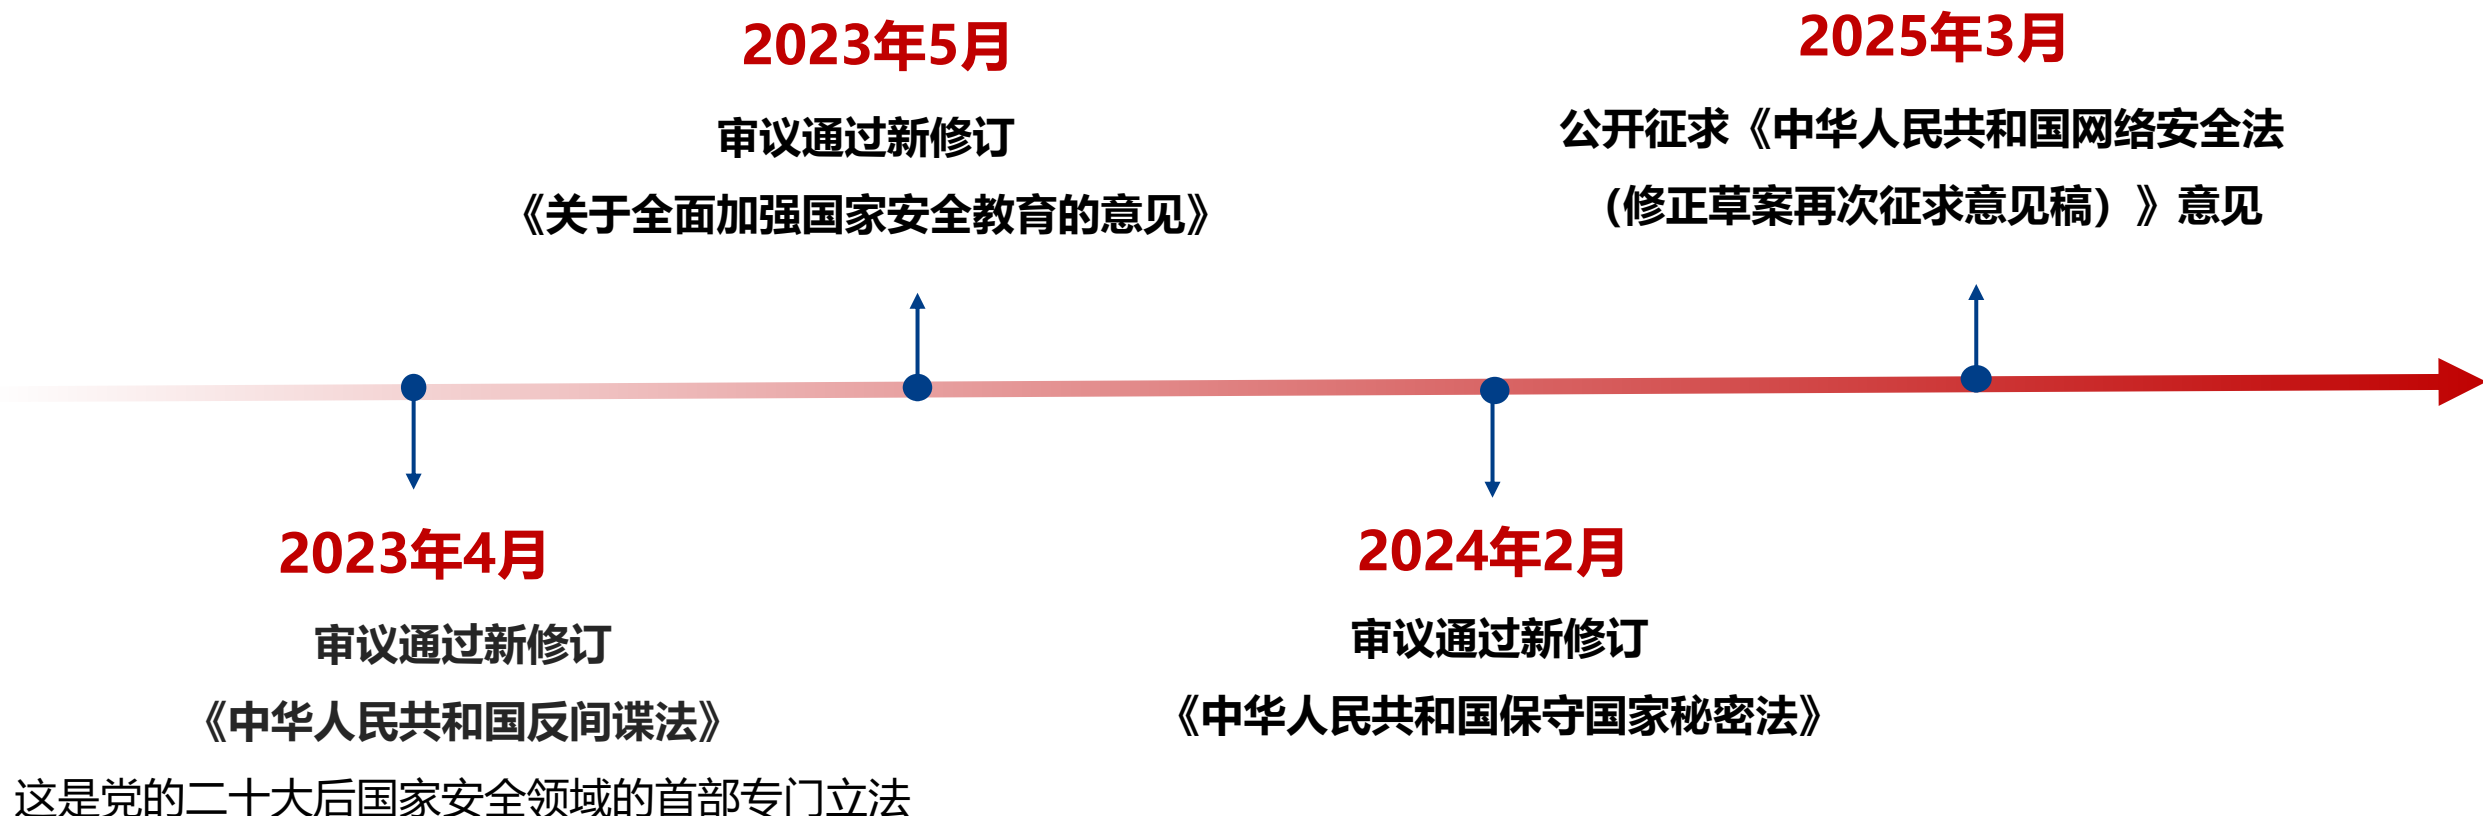 2023年5月
审议通过新修订
《关于全面加强国家安全教育的意见》
2025年3月
公开征求《中华人民共和国网络安全法
（修正草案再次征求意见稿）》意见
2023年4月
审议通过新修订
《中华人民共和国反间谍法》
这是党的二十大后国家安全领域的首部专门立法
2024年2月
审议通过新修订
《中华人民共和国保守国家秘密法》